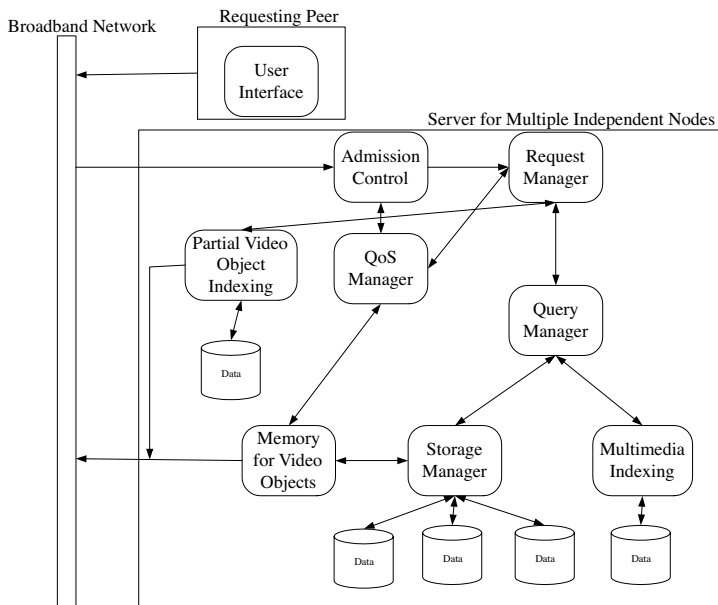 Requesting Peer
Broadband Network
User
Interface
Server for Multiple Independent Nodes
Admission
Control
Request
Manager
Partial Video
Object
Indexing
QoS
Manager
Query
Manager
Data
Memory
for Video
Objects
Storage
Manager
Multimedia
Indexing
Data
Data
Data
Data